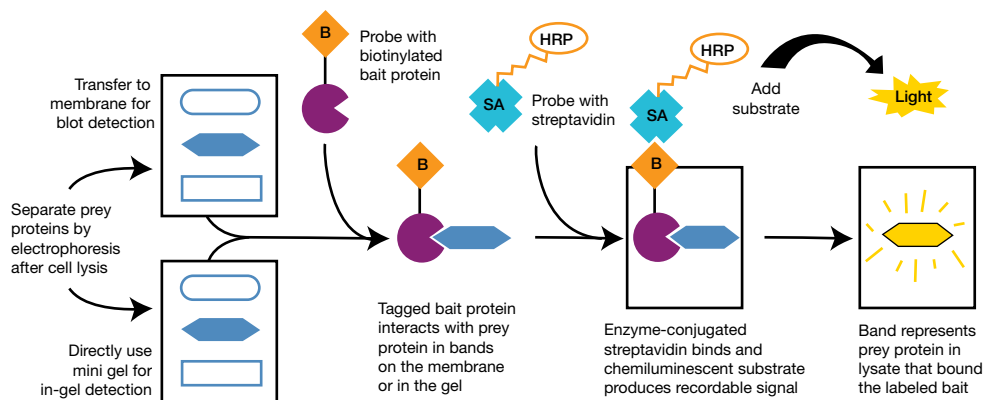 Transfer to
membrane for
blot detection
Separate prey
proteins by
electrophoresis
after cell lysis
Directly use
mini gel for
in-gel detection
B
Probe with
biotinylated
bait protein
B
Tagged bait protein
interacts with prey
protein in bands
on the membrane
or in the gel
HRP
SA
Probe with
streptavidin
HRP
SA
B
Enzyme-conjugated
streptavidin binds and
chemiluminescent substrate
produces recordable signal
Add
substrate
Light
Band represents
prey protein in
lysate that bound
the labeled bait